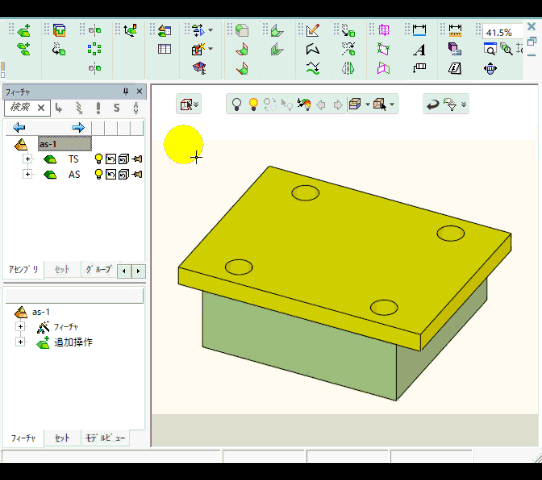 41.5%
A
フィーチャ
検索
S
as-1
TS
AS
アセンブリ セット グループ
as-1
フィーチャ
追加操作
フィーチャ セット モデルビュー